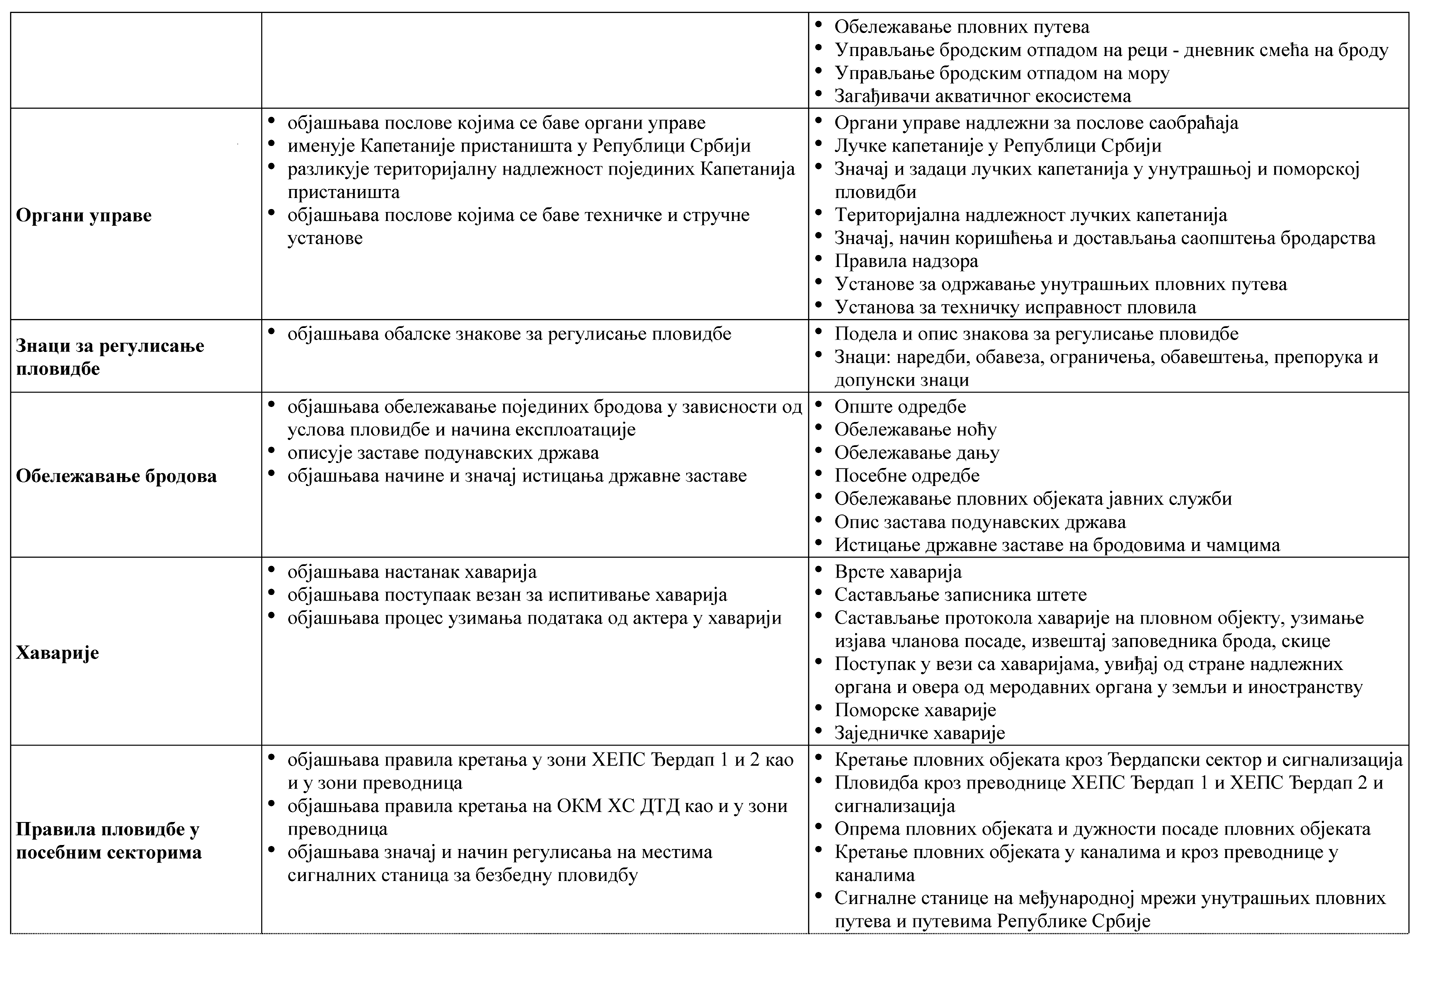 • Обележавање пловних путева
• Управљање бродским отпадом на реци - дневник смећа на броду
• Управљање бродским отпадом на мору
• Загађивачи акватичног екосистема
Органи управе
• објашњава послове којима се баве органи управе
• именује Капетаније пристаништа у Републици Србији
• разликује територијалну надлежност појединих Капетанија
пристаништа
• објашњава послове којима се баве техничке и стручне
установе
• Органи управе надлежни за послове саобраћаја
• Лучке капетаније у Републици Србији
• Значај и задаци лучких капетанија у унутрашњој и поморској
пловидби
• Територијална надлежност лучких капетанија
• Значај, начин коришћења и достављања саопштења бродарства
• Правила надзора
• Установе за одржавање унутрашњих пловних путева
• Установа за техничку исправност пловила
Знаци за регулисање
пловидбе
• објашњава обалске знакове за регулисање пловидбе
• Подела и опис знакова за регулисање пловидбе
• Знаци: наредби, обавеза, ограничења, обавештења, препорука и
допунски знаци
Обележавање бродова
• објашњава обележавање појединих бродова у зависности од
услова пловидбе и начина експлоатације
• описује заставе подунавских држава
• објашњава начине и значај истицања државне заставе
• Опште одредбе
• Обележавање ноћу
• Обележавање дању
• Посебне одредбе
• Обележавање пловних објеката јавних служби
• Опис застава подунавских држава
• Истицање државне заставе на бродовима и чамцима
Хаварије
• објашњава настанак хаварија
• објашњава поступаак везан за испитивање хаварија
• објашњава процес узимања података од актера у хаварији
• Врсте хаварија
• Састављање записника штете
• Састављање протокола хаварије на пловном објекту, узимање
изјава чланова посаде, извештај заповедника брода, скице
• Поступак у вези са хаваријама, увиђај од стране надлежних
органа и овера од меродавних органа у земљи и иностранству
• Поморске хаварије
• Заједничке хаварије
Правила пловидбе у
посебним секторима
• објашњава правила кретања у зони ХЕПС Ђердап 1 и 2 као
и у зони преводница
• објашњава правила кретања на ОКМ ХС ДТД као и у зони
преводница
• објашњава значај и начин регулисања на местима
сигналних станица за безбедну пловидбу
• Кретање пловних објеката кроз Ђердапски сектор и сигнализација
• Пловидба кроз преводнице ХЕПС Ђердап 1 и ХЕПС Ђердап 2 и
сигнализација
• Опрема пловних објеката и дужности посаде пловних објеката
• Кретање пловних објеката у каналима и кроз преводнице у
каналима
• Сигналне станице на међународној мрежи унутрашњих пловних
путева и путевима Републике Србије